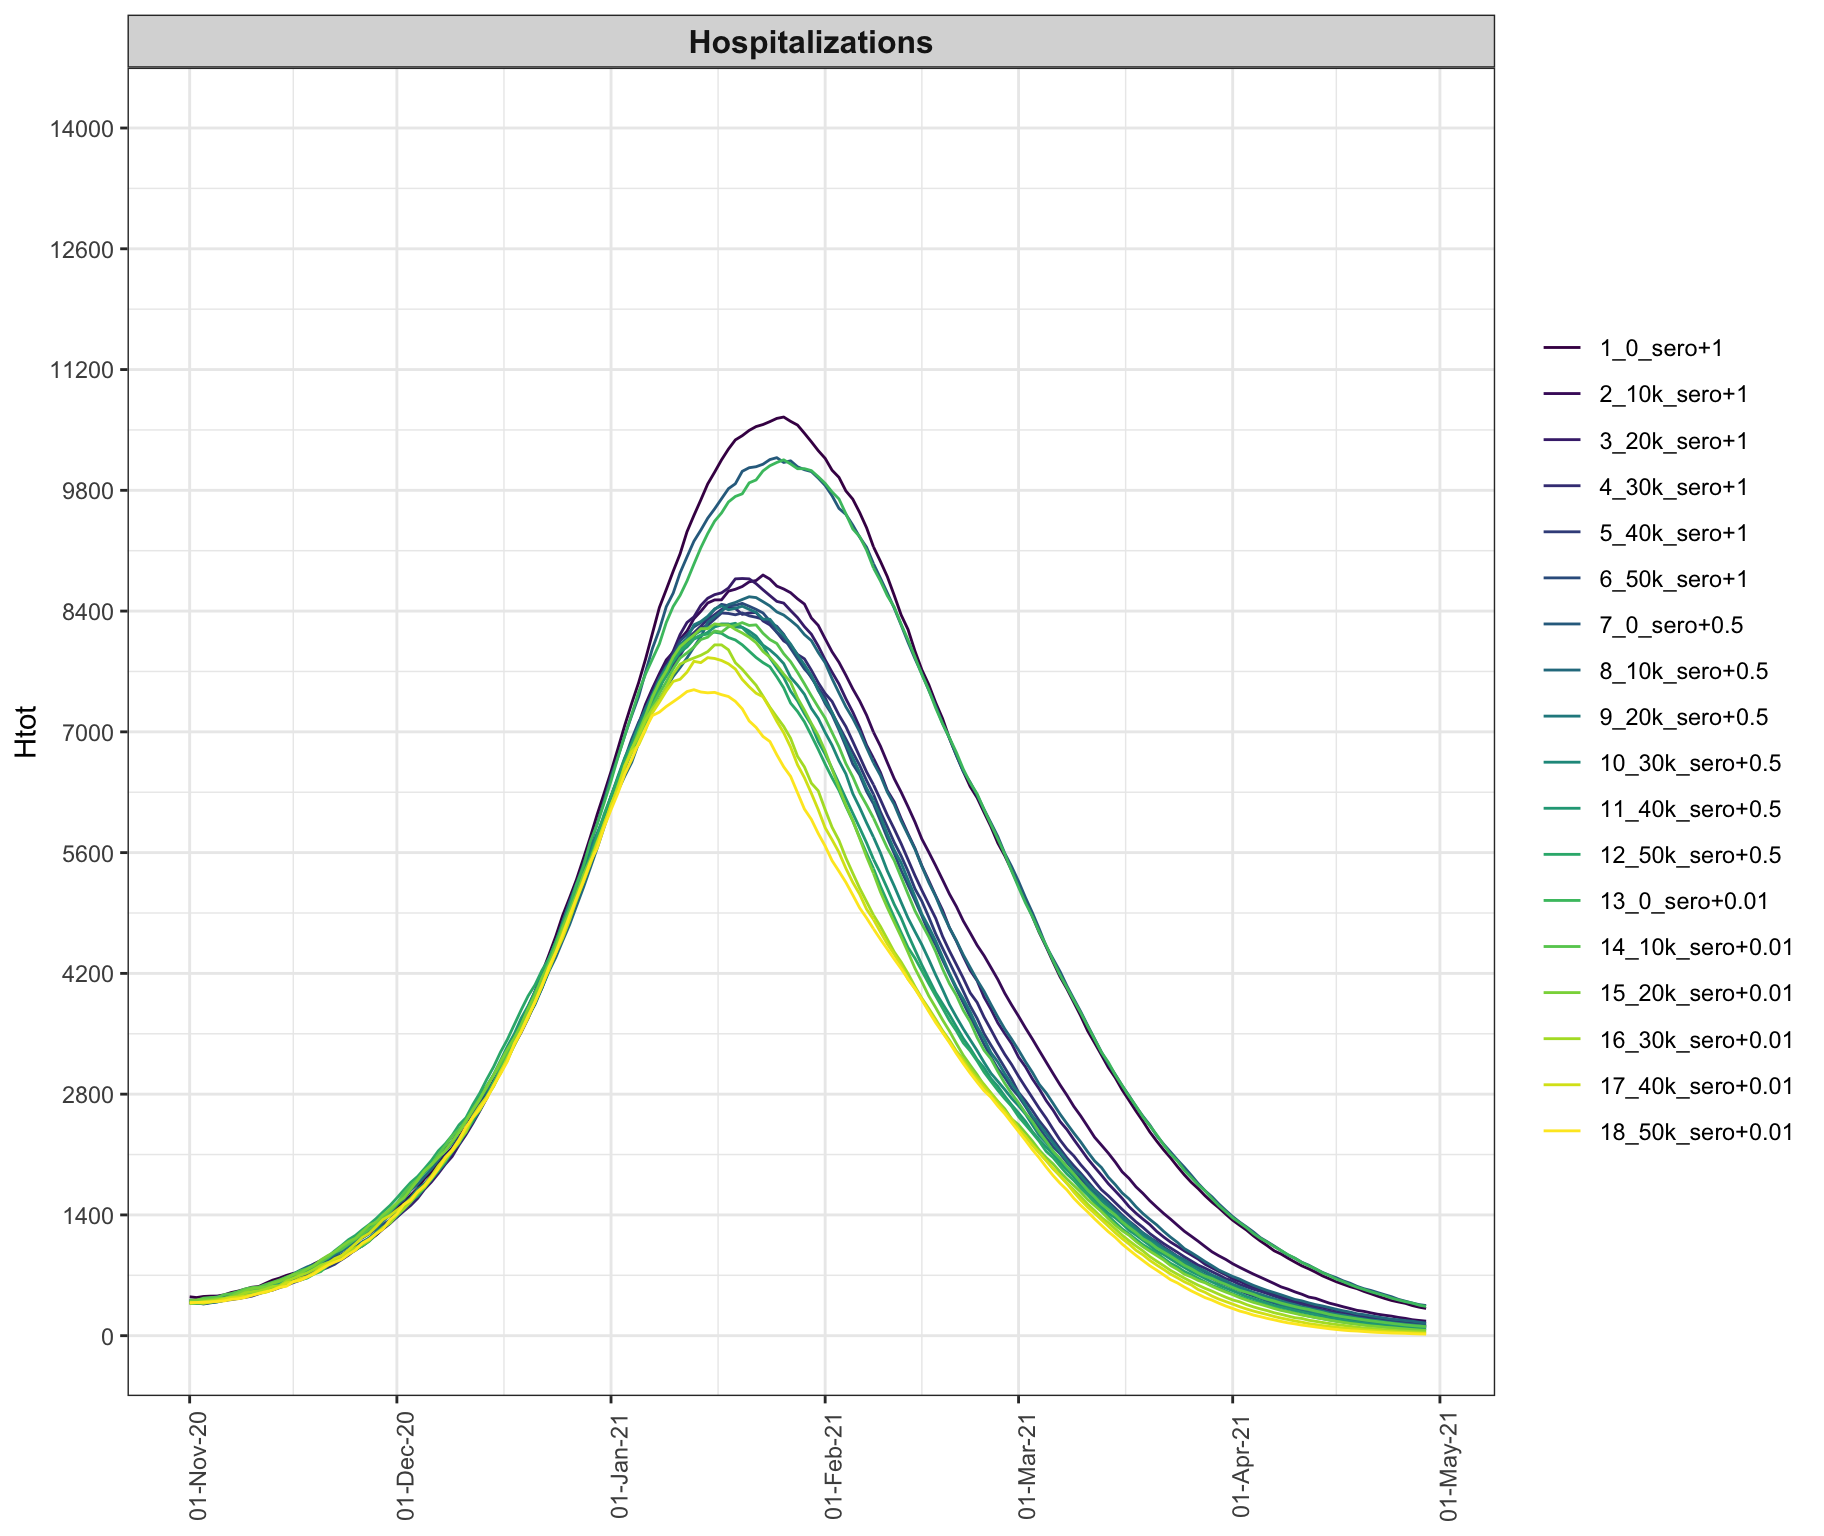 Hospitalizations
Htot
14000
12600
11200
9800
8400
7000
5600
4200
2800
1400
0
01-Nov-20
01-Dec-20
01-Jan-21
01-Feb-21
01-Mar-21
01-Apr-21
01-May-21
1_0_sero+1
2_10k_sero+1
3_20k_sero+1
4_30k_sero+1
5_40k_sero+1
6_50k_sero+1
7_0_sero+0.5
8_10k_sero+0.5
9_20k_sero+0.5
10_30k_sero+0.5
11_40k_sero+0.5
12_50k_sero+0.5
13_0_sero+0.01
14_10k_sero+0.01
15_20k_sero+0.01
16_30k_sero+0.01
17_40k_sero+0.01
18_50k_sero+0.01